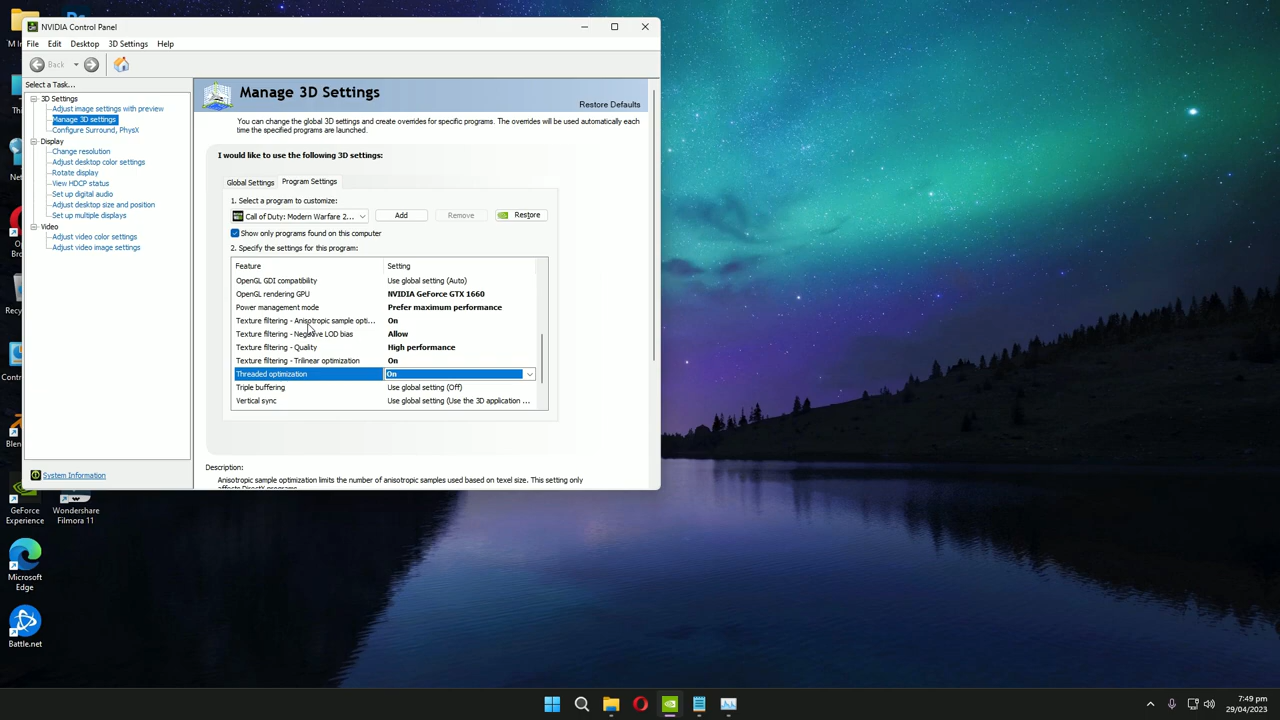 NVIDIA Control Panel
File Edit Desktop 3D Settings Help
Back
Select a Task...
3D Settings
Adjust image settings with preview
Manage 3D settings
Configure Surround, PhysX
Display
Change resolution
Adjust desktop color settings
Rotate display
View HDCP status
Set up digital audio
Adjust desktop size and position
Set up multiple displays
Video
Adjust video color settings
Adjust video image settings
System Information
Manage 3D Settings
Restore Defaults
You can change the global 3D settings and create overrides for specific programs. The overrides will be used automatically each
time the specified programs are launched.
I would like to use the following 3D settings:
Global Settings Program Settings
1. Select a program to customize:
Call of Duty: Modern Warfare 2... Add Remove Restore
Show only programs found on this computer
2. Specify the settings for this program:
Feature Setting
OpenGL GDI compatibility Use global setting (Auto)
OpenGL rendering GPU NVIDIA GeForce GTX 1660
Power management mode Prefer maximum performance
Texture filtering - Anisotropic sample opti... On
Texture filtering - Negative LOD bias Allow
Texture filtering - Quality High performance
Texture filtering - Trilinear optimization On
Threaded optimization On
Triple buffering Use global setting (Off)
Vertical sync Use global setting (Use the 3D application ...
Description:
Anisotropic sample optimization limits the number of anisotropic samples used based on texel size. This setting only
affects DirectX programs.
GeForce
Experience
Wondershare
Filmora 11
Microsoft
Edge
Battle.net
7:49 pm
29/04/2023